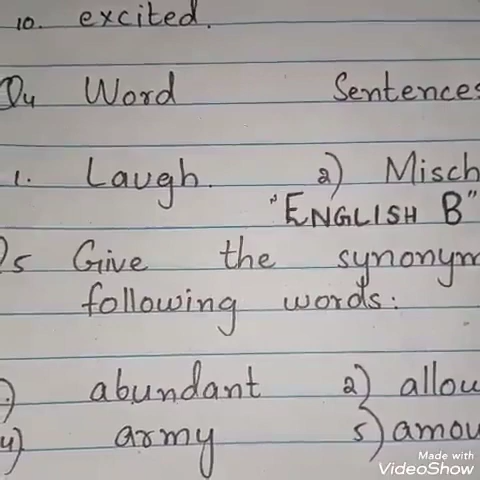 10. excited.
Q4 Word Sentences
1. Laugh. 2) Misch
"ENGLISH B"
Q5 Give the synonym
following words:
1) abundant 2) allow
4) army 5) amou
Made with
VideoShow